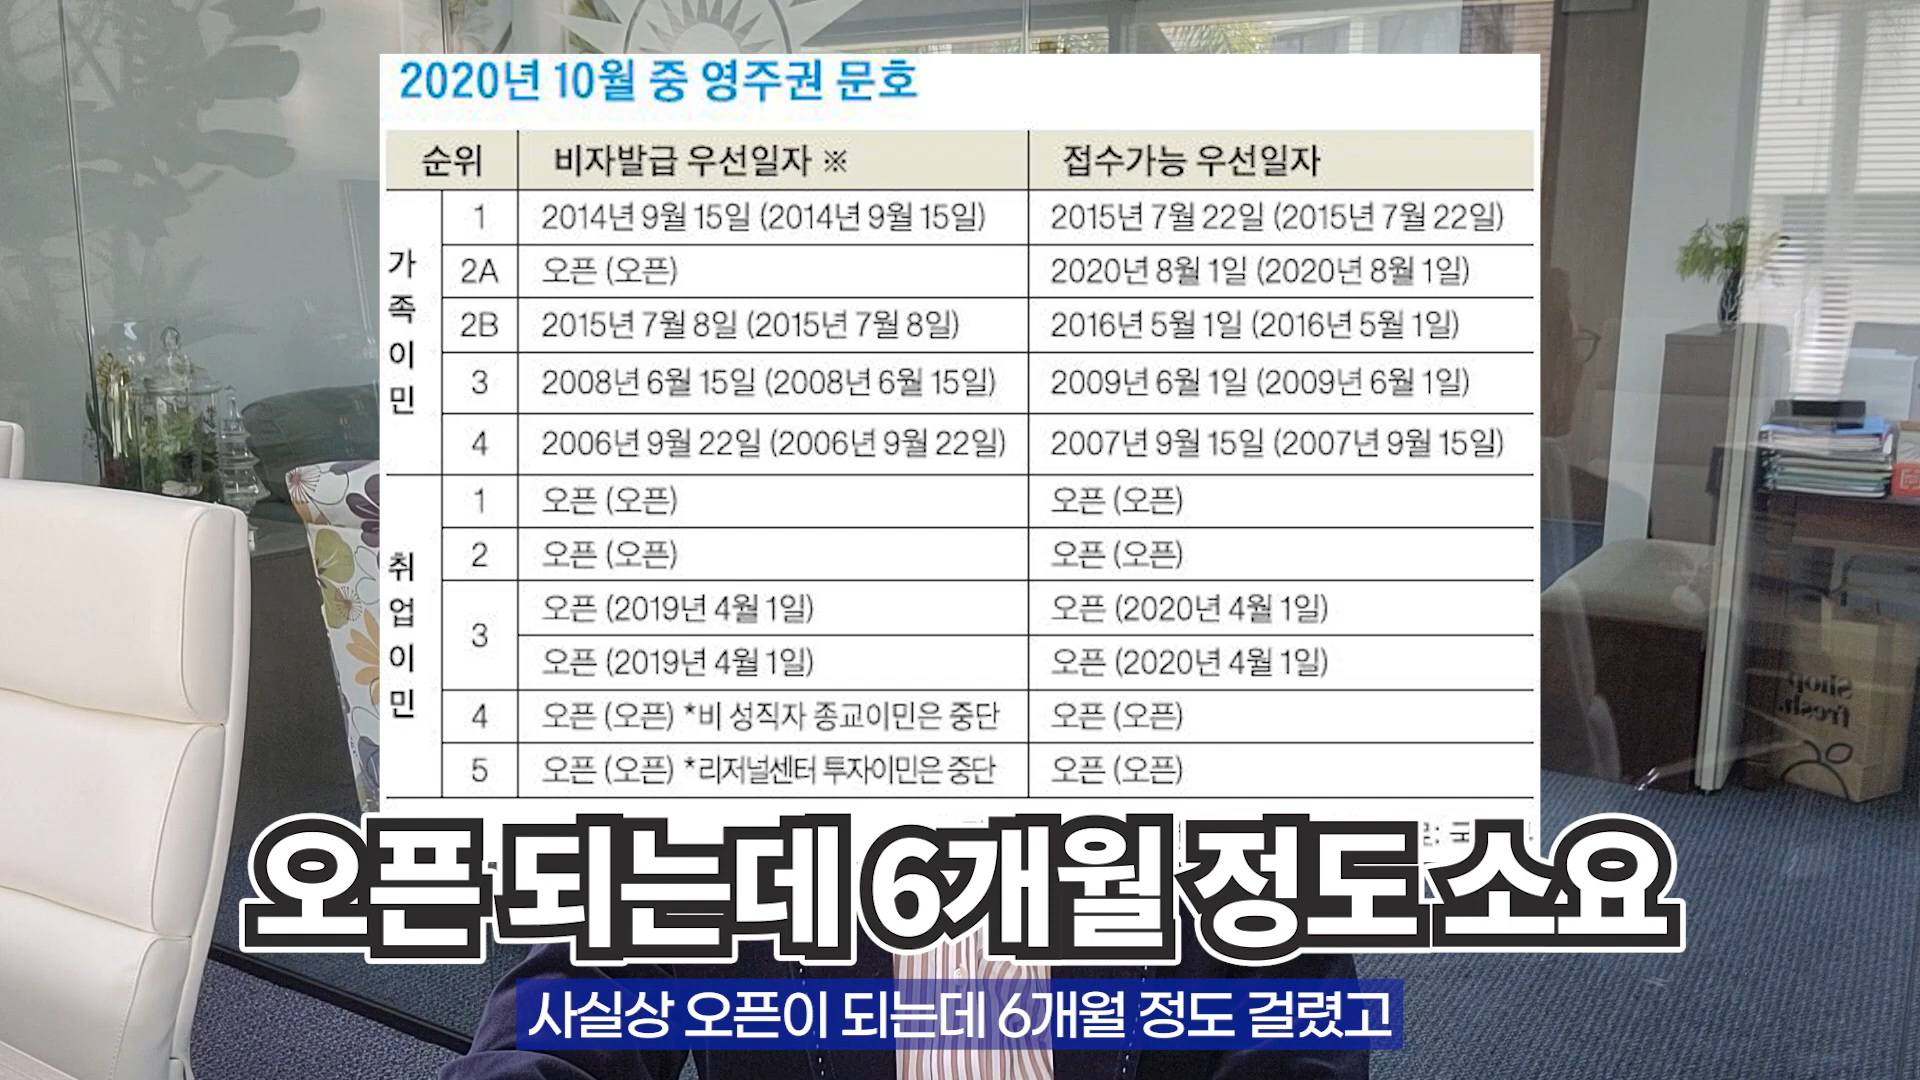 2020년 10월 중 영주권 문호
순위 비자발급 우선일자 ※ 접수가능 우선일자
가족이민
1 2014년 9월 15일 (2014년 9월 15일) 2015년 7월 22일 (2015년 7월 22일)
2A 오픈 (오픈) 2020년 8월 1일 (2020년 8월 1일)
2B 2015년 7월 8일 (2015년 7월 8일) 2016년 5월 1일 (2016년 5월 1일)
3 2008년 6월 15일 (2008년 6월 15일) 2009년 6월 1일 (2009년 6월 1일)
4 2006년 9월 22일 (2006년 9월 22일) 2007년 9월 15일 (2007년 9월 15일)
취업이민
1 오픈 (오픈) 오픈 (오픈)
2 오픈 (오픈) 오픈 (오픈)
3 오픈 (2019년 4월 1일) 오픈 (2020년 4월 1일)
오픈 (2019년 4월 1일) 오픈 (2020년 4월 1일)
4 오픈 (오픈) *비 성직자 종교이민은 중단 오픈 (오픈)
5 오픈 (오픈) *리저널센터 투자이민은 중단 오픈 (오픈)
Shop
fresh.
오픈 되는데 6개월 정도 소요
사실상 오픈이 되는데 6개월 정도 걸렸고